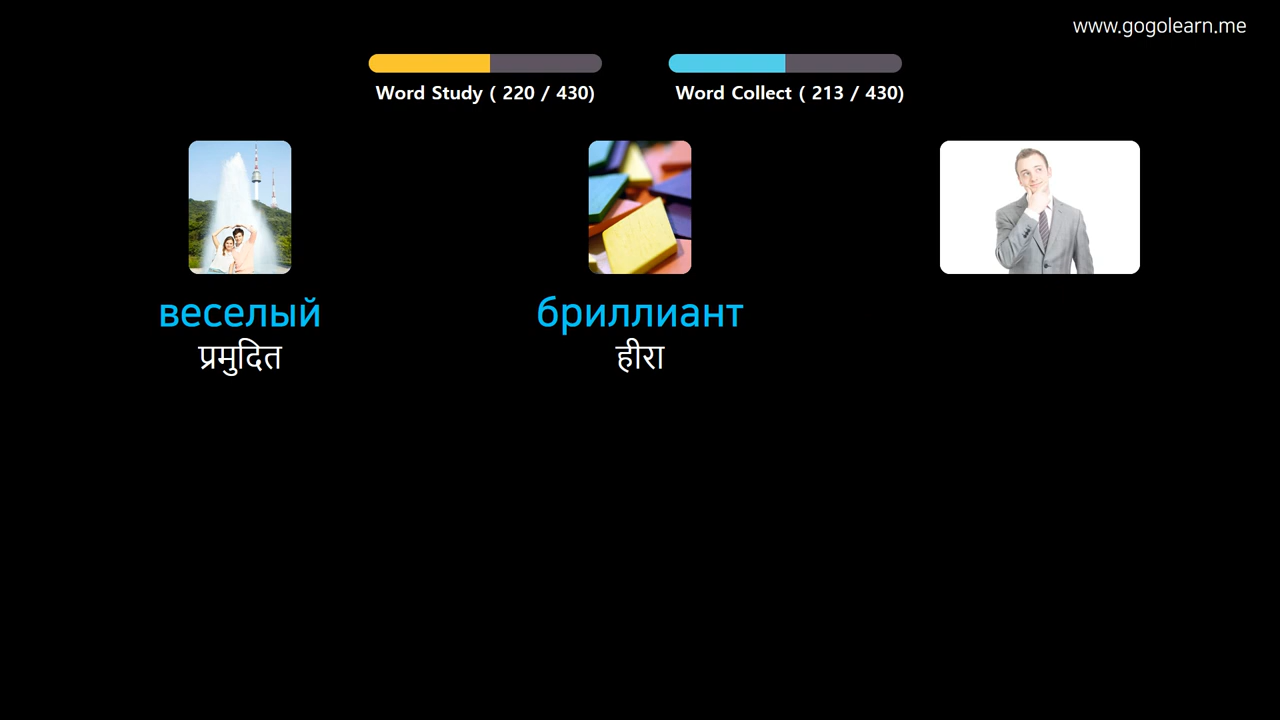 www.gogolearn.me
Word Study ( 220 / 430)
Word Collect ( 213 / 430)
веселый
प्रमुदित
бриллиант
हीरा